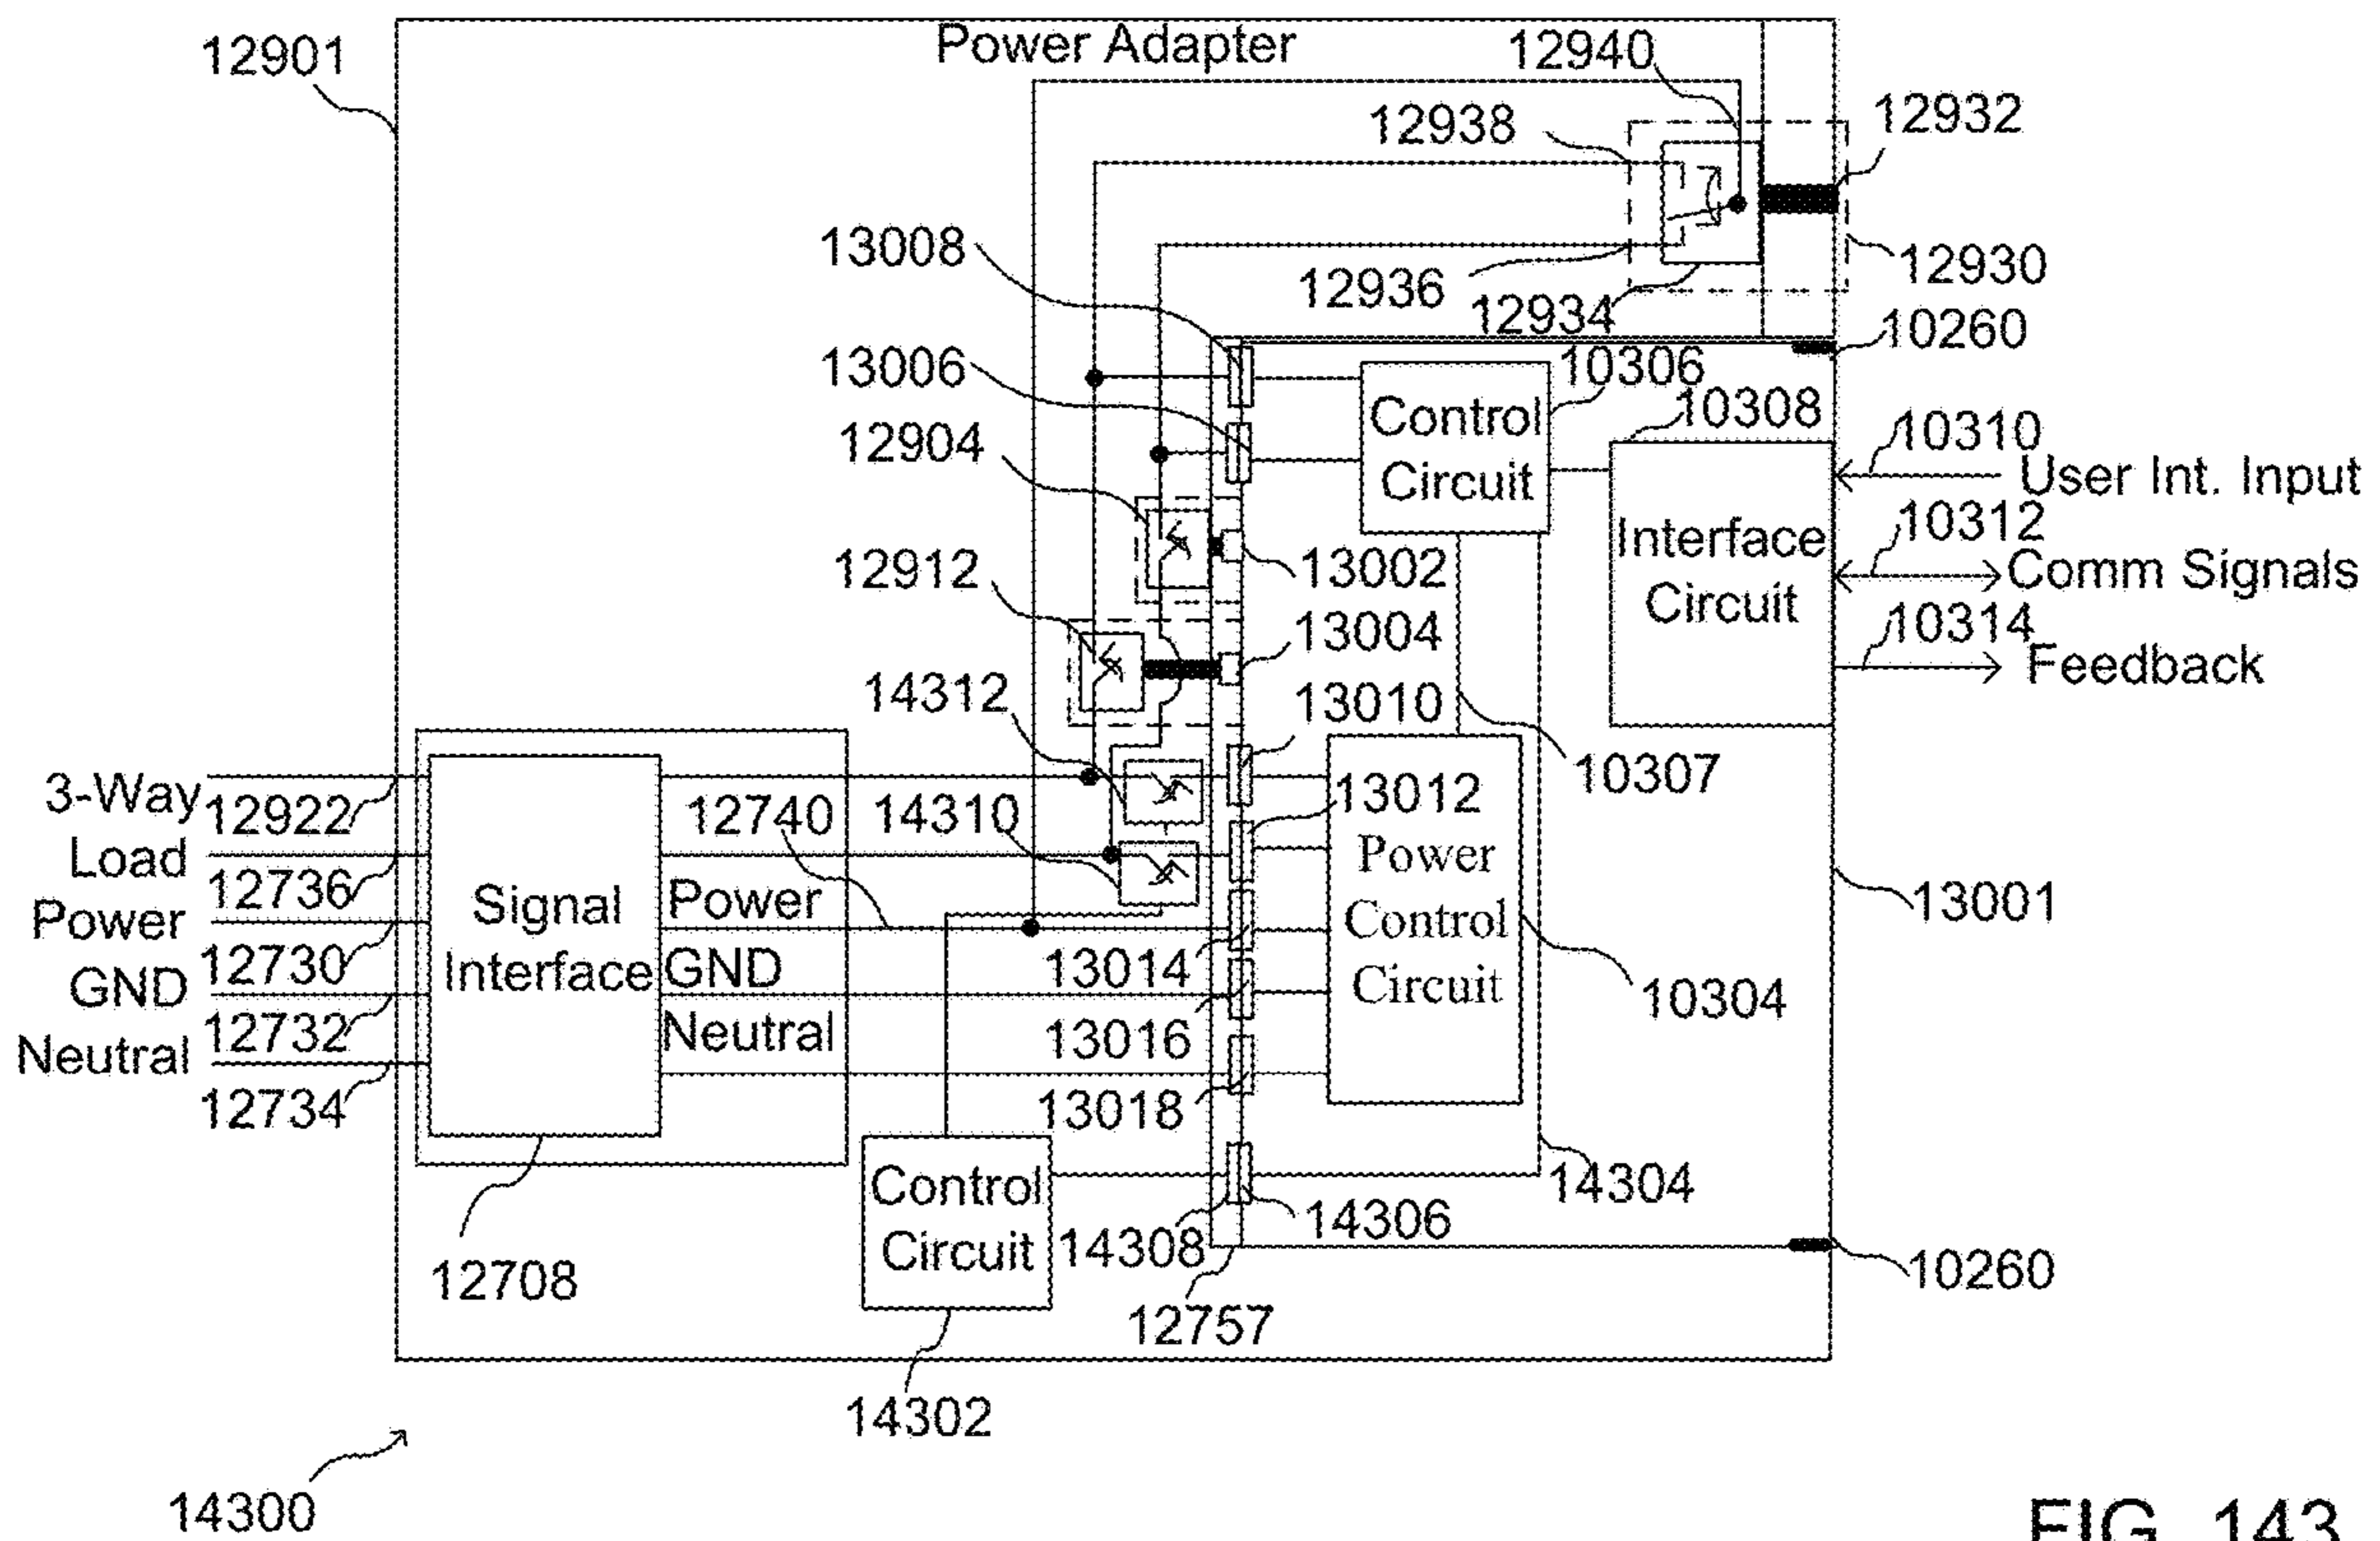 Power Adapter
12901
12940
12938
12932
13008
12936
12934
12930
10260
13006
10306
10308
12904
Control
Circuit
10310
User Int. Input
10312
Comm Signals
Interface
Circuit
12912
13002
13004
10314
Feedback
14312
13010
10307
3-Way
12922
12740
14310
13012
Load
12736
Signal
Interface
Power
Power
Control
Circuit
13001
Power
12730
GND
13014
10304
GND
12732
Neutral
13016
Neutral
12734
13018
Control
Circuit
14304
14308
14306
12708
12757
10260
14302
14300
FIG. 143